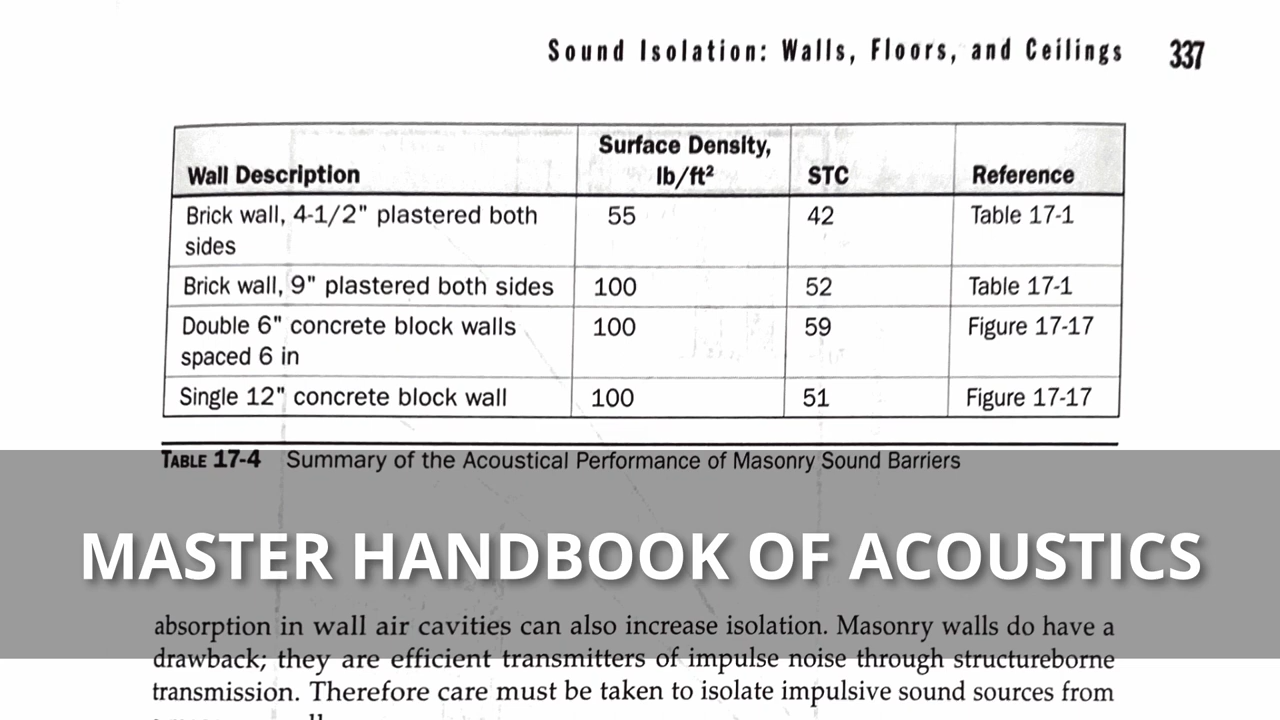 Sound Isolation: Walls, Floors, and Ceilings 337
Wall Description Surface Density, lb/ft² STC Reference
Brick wall, 4-1/2" plastered both sides 55 42 Table 17-1
Brick wall, 9" plastered both sides 100 52 Table 17-1
Double 6" concrete block walls spaced 6 in 100 59 Figure 17-17
Single 12" concrete block wall 100 51 Figure 17-17
TABLE 17-4 Summary of the Acoustical Performance of Masonry Sound Barriers
MASTER HANDBOOK OF ACOUSTICS
absorption in wall air cavities can also increase isolation. Masonry walls do have a
drawback; they are efficient transmitters of impulse noise through structureborne
transmission. Therefore care must be taken to isolate impulsive sound sources from